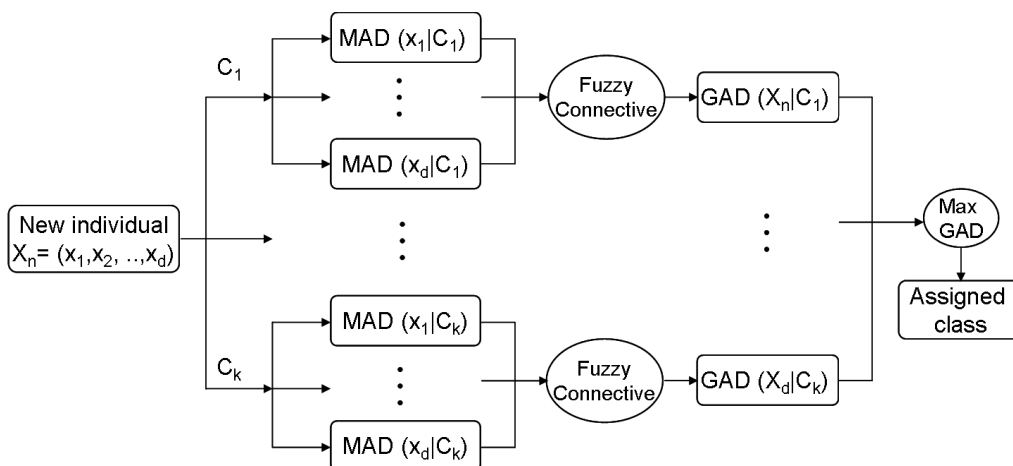 New individual
Xn= (x1,x2, ..,xd)
C1
MAD (x1|C1)
MAD (xd|C1)
Fuzzy
Connective
GAD (Xn|C1)
Ck
MAD (x1|Ck)
MAD (xd|Ck)
Fuzzy
Connective
GAD (Xd|Ck)
Max
GAD
Assigned
class